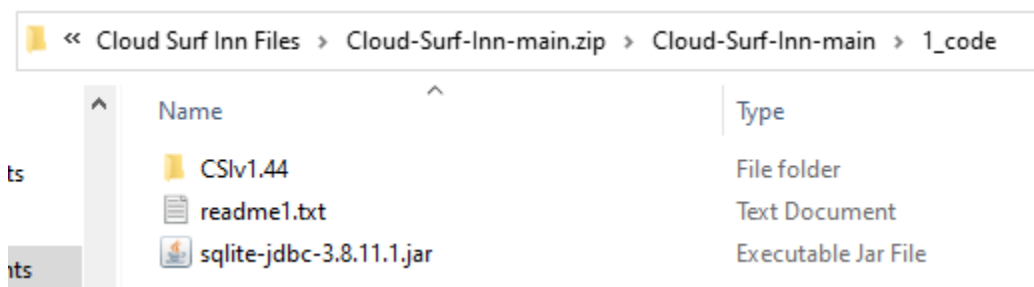 « Cloud Surf Inn Files > Cloud-Surf-Inn-main.zip > Cloud-Surf-Inn-main > 1_code
Name Type
CSIv1.44 File folder
ts
readme1.txt Text Document
sqlite-jdbc-3.8.11.1.jar Executable Jar File
nts